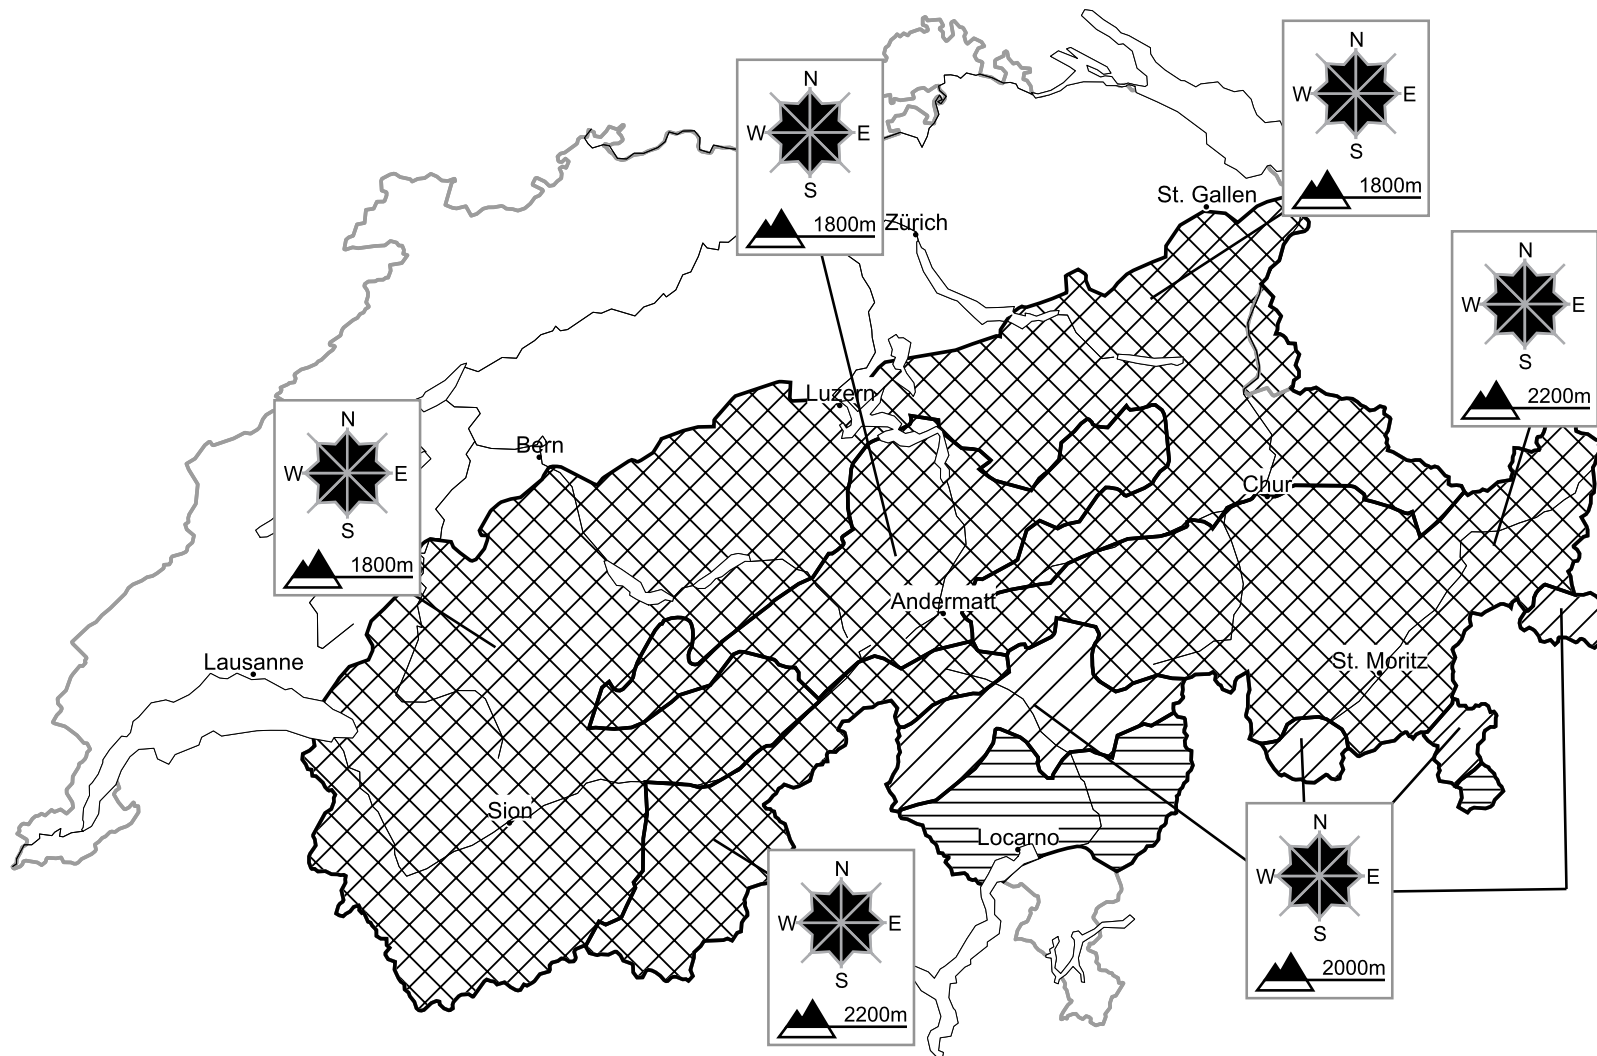 N
W E
S
1800m
N
W E
S
1800m
St. Gallen
Zürich
N
W E
S
2200m
Luzern
N
W E
S
1800m
Bern
Chur
Andermatt
Lausanne
St. Moritz
Sion
Locarno
N
W E
S
2000m
N
W E
S
2200m